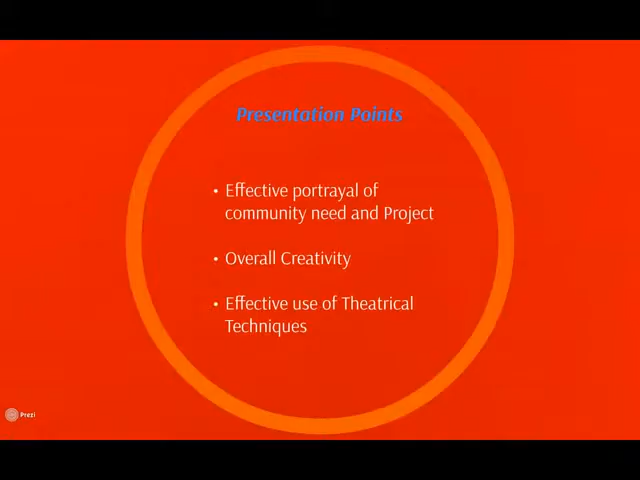 Presentation Points
• Effective portrayal of
community need and Project
• Overall Creativity
• Effective use of Theatrical
Techniques
Prezi